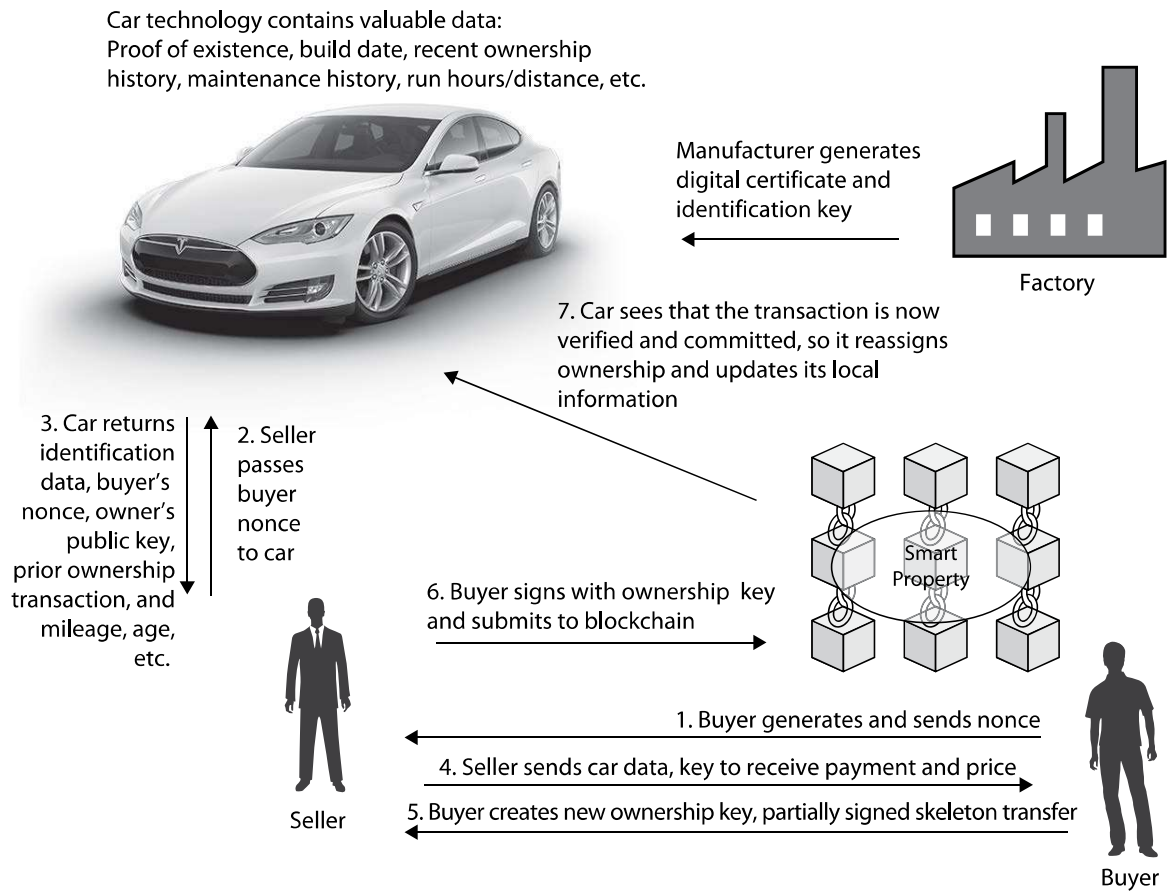 Car technology contains valuable data:
Proof of existence, build date, recent ownership
history, maintenance history, run hours/distance, etc.
Manufacturer generates
digital certificate and
identification key
Factory
7. Car sees that the transaction is now
verified and committed, so it reassigns
ownership and updates its local
information
3. Car returns
identification
data, buyer's
nonce, owner's
public key,
prior ownership
transaction, and
mileage, age,
etc.
2. Seller
passes
buyer
nonce
to car
Smart
Property
6. Buyer signs with ownership key
and submits to blockchain
1. Buyer generates and sends nonce
4. Seller sends car data, key to receive payment and price
5. Buyer creates new ownership key, partially signed skeleton transfer
Seller
Buyer